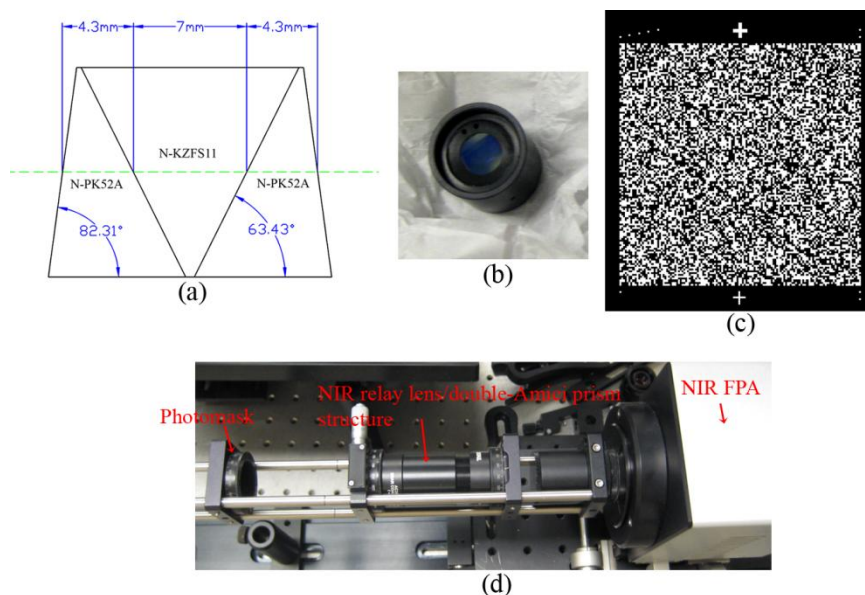 4.3mm 7mm 4.3mm
N-KZFS11
N-PK52A N-PK52A
82.31° 63.43°
(a)
(b)
(c)
NIR relay lens/double-Amici prism
structure
Photomask
NIR FPA
(d)